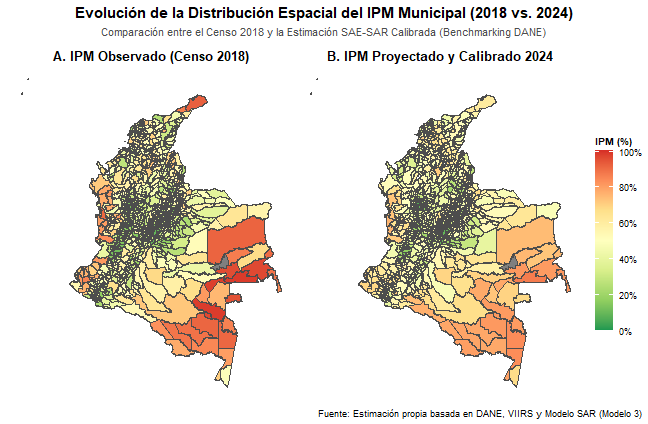 Evolución de la Distribución Espacial del IPM Municipal (2018 vs. 2024)
Comparación entre el Censo 2018 y la Estimación SAE-SAR Calibrada (Benchmarking DANE)
A. IPM Observado (Censo 2018)
B. IPM Proyectado y Calibrado 2024
IPM (%)
100%
80%
60%
40%
20%
0%
Fuente: Estimación propia basada en DANE, VIIRS y Modelo SAR (Modelo 3)